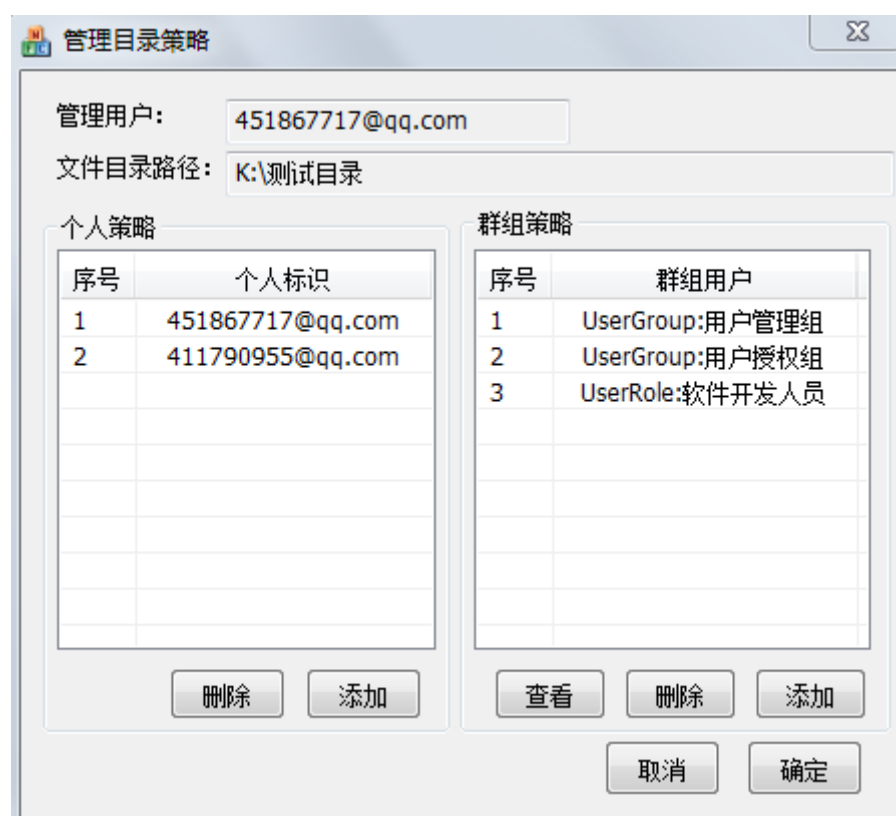 管理目录策略
管理用户： 451867717@qq.com
文件目录路径： K:\测试目录
个人策略
序号 个人标识
1 451867717@qq.com
2 411790955@qq.com
删除 添加
群组策略
序号 群组用户
1 UserGroup:用户管理组
2 UserGroup:用户授权组
3 UserRole:软件开发人员
查看 删除 添加
取消 确定